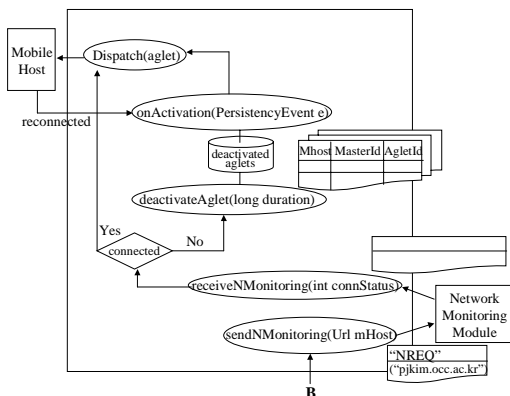 Mobile
Host
Dispatch(aglet)
reconnected
onActivation(PersistencyEvent e)
deactivated
aglets
Mhost MasterId AgletId
deactivateAglet(long duration)
Yes
No
connected
receiveNMonitoring(int connStatus)
Network
Monitoring
Module
sendNMonitoring(Url mHost)
"NREQ"
("pjkim.occ.ac.kr")
B